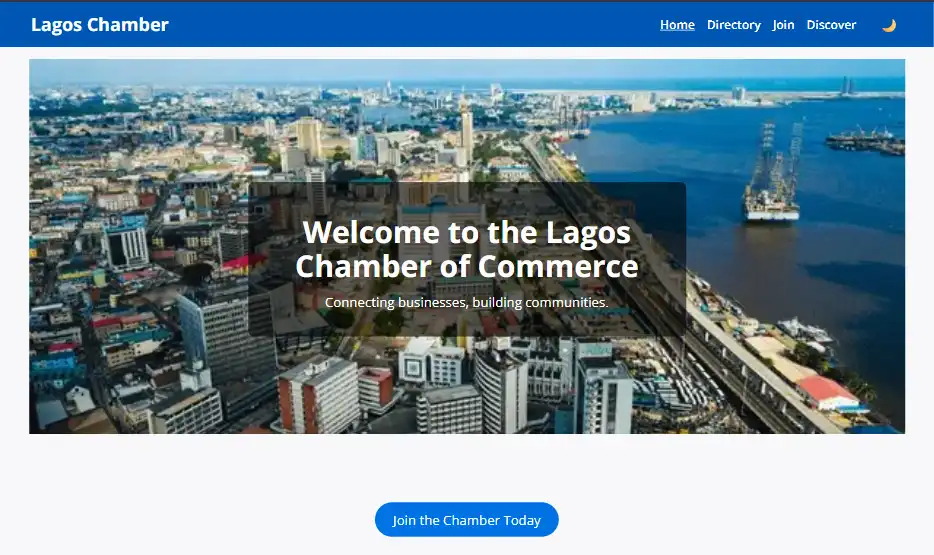 Lagos Chamber
Home Directory Join Discover
Welcome to the Lagos
Chamber of Commerce
Connecting businesses, building communities.
Join the Chamber Today